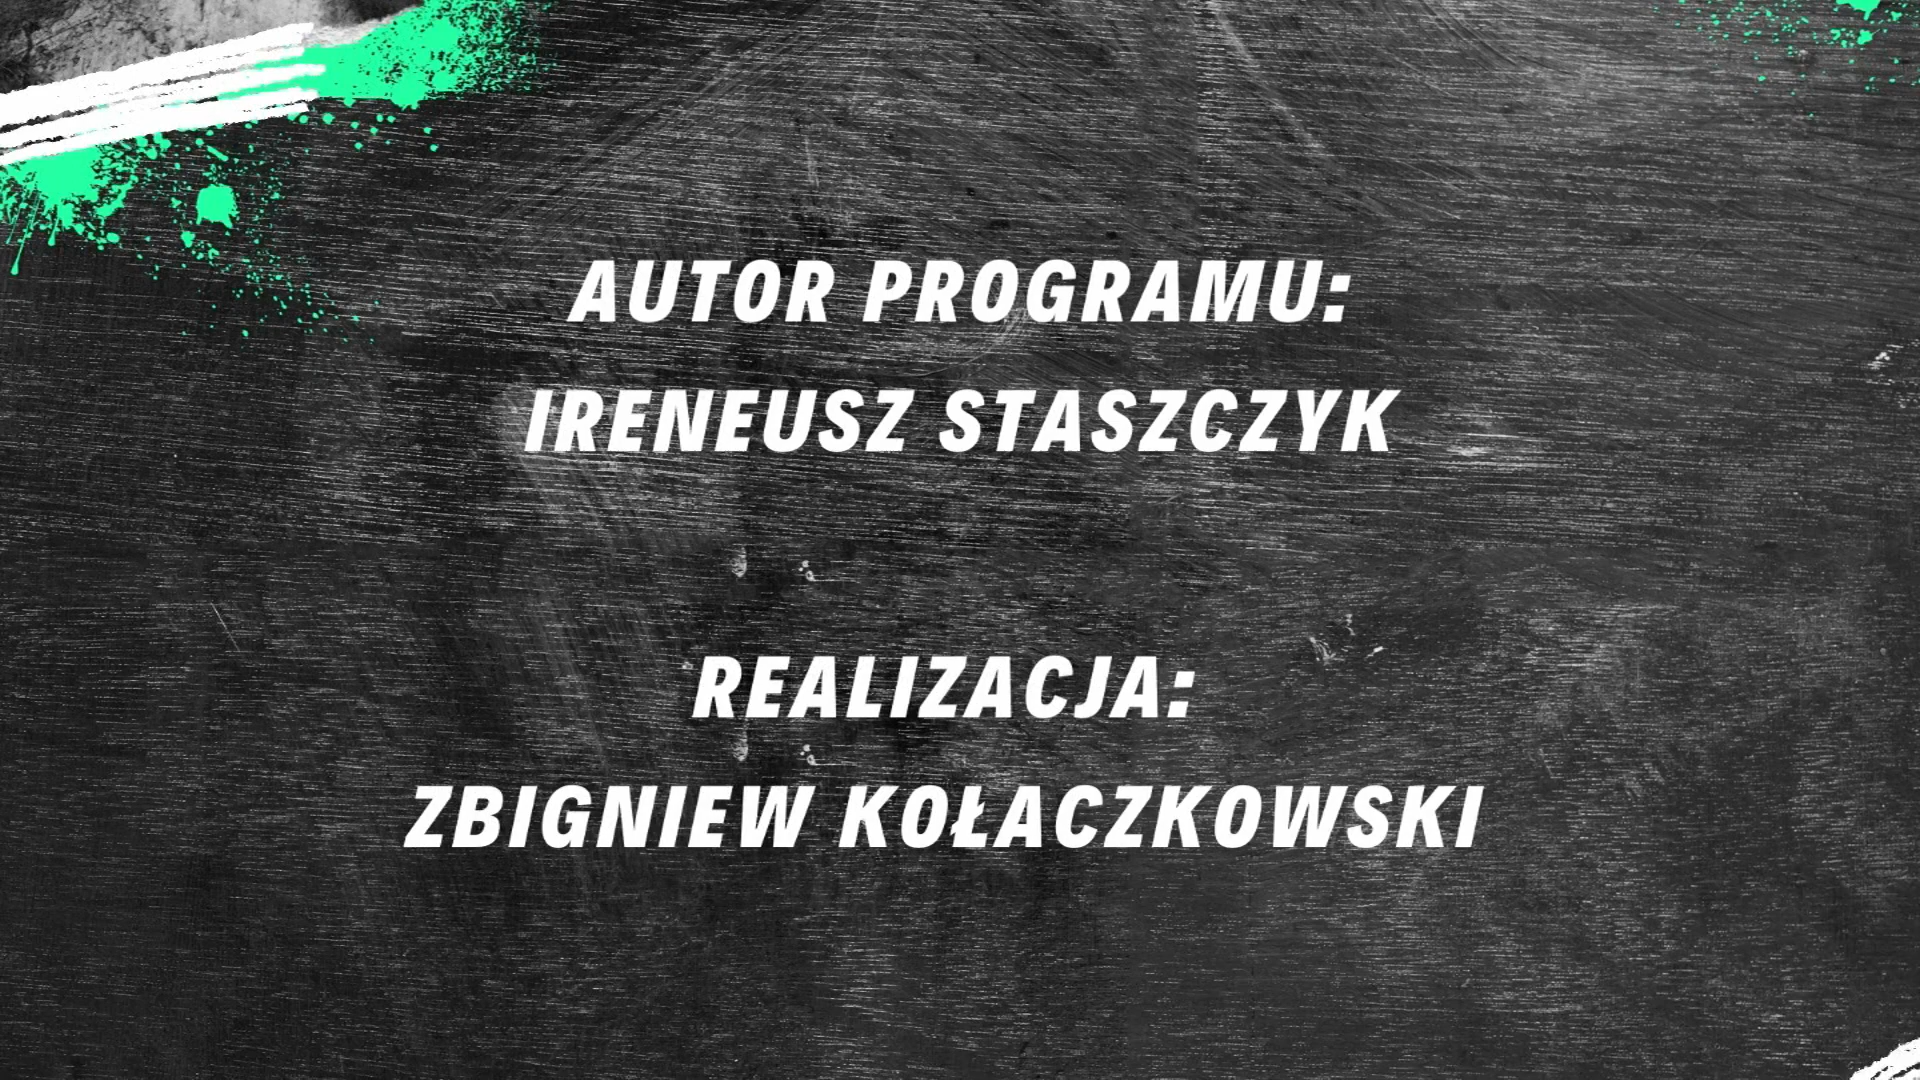 AUTOR PROGRAMU:
IRENEUSZ STASZCZYK
REALIZACJA:
ZBIGNIEW KOŁACZKOWSKI